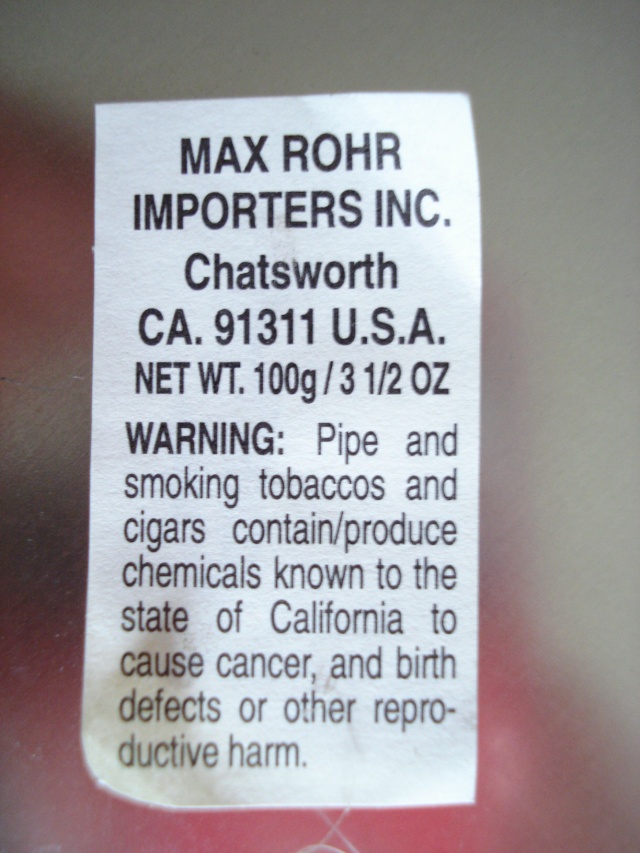 MAX ROHR
IMPORTERS INC.
Chatsworth
CA. 91311 U.S.A.
NET WT. 100g / 3 1/2 OZ
WARNING: Pipe and
smoking tobaccos and
cigars contain/produce
chemicals known to the
state of California to
cause cancer, and birth
defects or other repro-
ductive harm.